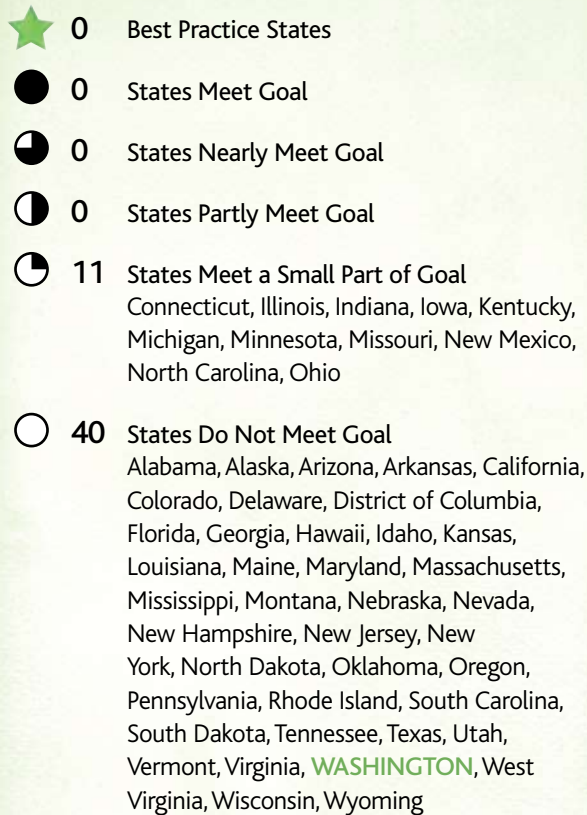 0 Best Practice States
0 States Meet Goal
0 States Nearly Meet Goal
0 States Partly Meet Goal
11 States Meet a Small Part of Goal
Connecticut, Illinois, Indiana, Iowa, Kentucky,
Michigan, Minnesota, Missouri, New Mexico,
North Carolina, Ohio
40 States Do Not Meet Goal
Alabama, Alaska, Arizona, Arkansas, California,
Colorado, Delaware, District of Columbia,
Florida, Georgia, Hawaii, Idaho, Kansas,
Louisiana, Maine, Maryland, Massachusetts,
Mississippi, Montana, Nebraska, Nevada,
New Hampshire, New Jersey, New
York, North Dakota, Oklahoma, Oregon,
Pennsylvania, Rhode Island, South Carolina,
South Dakota, Tennessee, Texas, Utah,
Vermont, Virginia, WASHINGTON, West
Virginia, Wisconsin, Wyoming